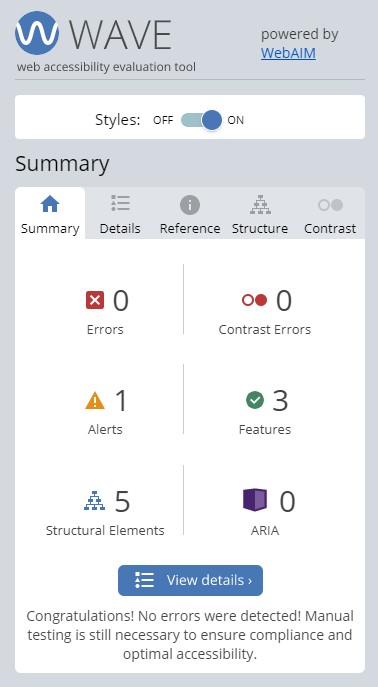 WAVE
web accessibility evaluation tool
powered by
WebAIM
Styles: OFF ON
Summary
Summary Details Reference Structure Contrast
0 0
Errors Contrast Errors
1 3
Alerts Features
5 0
Structural Elements ARIA
View details ›
Congratulations! No errors were detected! Manual
testing is still necessary to ensure compliance and
optimal accessibility.